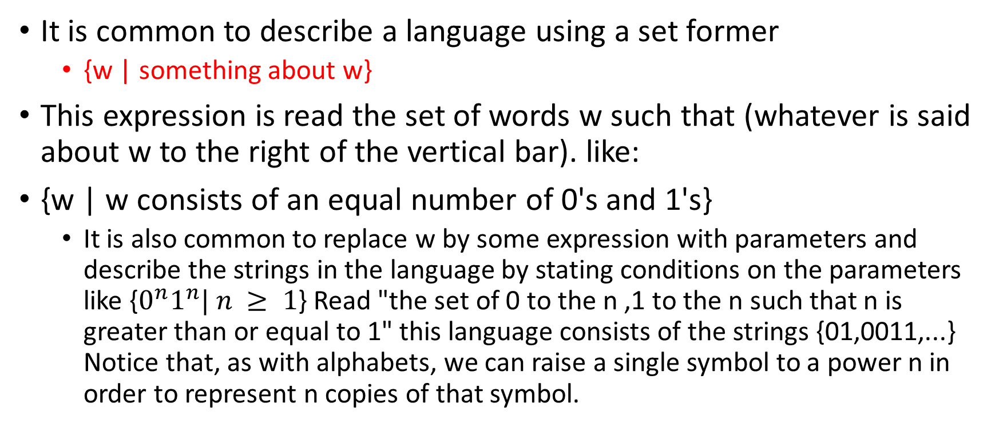 • It is common to describe a language using a set former
• {w | something about w}
• This expression is read the set of words w such that (whatever is said
about w to the right of the vertical bar). like:
• {w | w consists of an equal number of 0's and 1's}
• It is also common to replace w by some expression with parameters and
describe the strings in the language by stating conditions on the parameters
like {0ⁿ1ⁿ| n ≥ 1} Read "the set of 0 to the n ,1 to the n such that n is
greater than or equal to 1" this language consists of the strings {01,0011,...}
Notice that, as with alphabets, we can raise a single symbol to a power n in
order to represent n copies of that symbol.